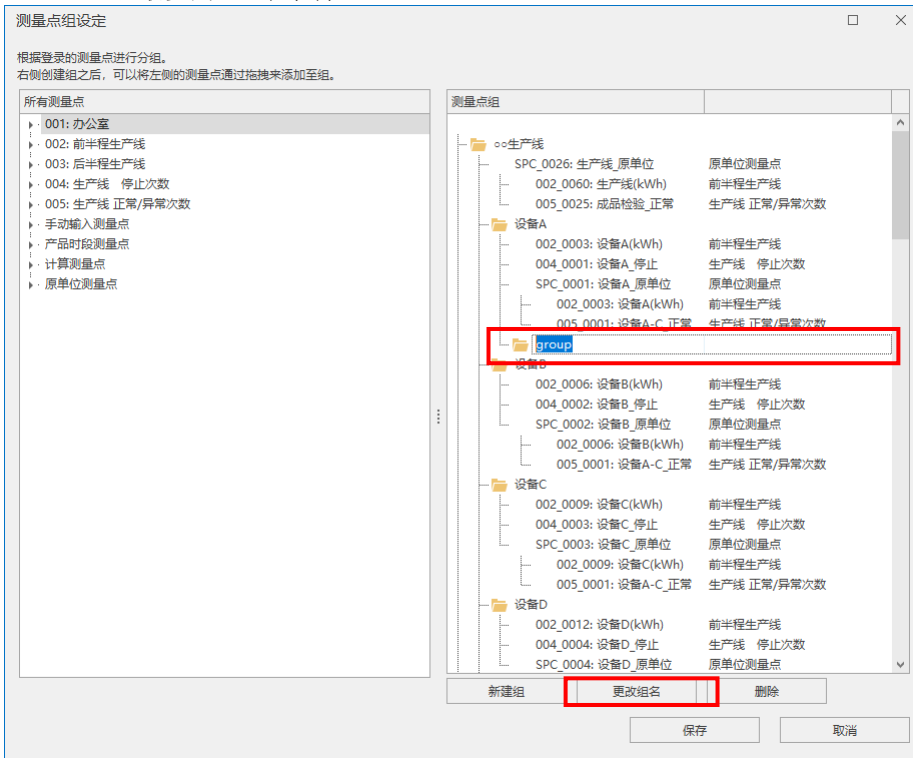 测量点组设定
根据登录的测量点进行分组。
右侧创建组之后，可以将左侧的测量点通过拖拽来添加至组。
所有测量点
001: 办公室
002: 前半程生产线
003: 后半程生产线
004: 生产线　停止次数
005: 生产线 正常/异常次数
手动输入测量点
产品时段测量点
计算测量点
原单位测量点
测量点组
○○生产线
SPC_0026: 生产线_原单位 原单位测量点
002_0060: 生产线(kWh) 前半程生产线
005_0025: 成品检验_正常 生产线 正常/异常次数
设备A
002_0003: 设备A(kWh) 前半程生产线
004_0001: 设备A_停止 生产线　停止次数
SPC_0001: 设备A_原单位 原单位测量点
002_0003: 设备A(kWh) 前半程生产线
005_0001: 设备A-C_正常 生产线 正常/异常次数
group
设备B
002_0006: 设备B(kWh) 前半程生产线
004_0002: 设备B_停止 生产线　停止次数
SPC_0002: 设备B_原单位 原单位测量点
002_0006: 设备B(kWh) 前半程生产线
005_0001: 设备A-C_正常 生产线 正常/异常次数
设备C
002_0009: 设备C(kWh) 前半程生产线
004_0003: 设备C_停止 生产线　停止次数
SPC_0003: 设备C_原单位 原单位测量点
002_0009: 设备C(kWh) 前半程生产线
005_0001: 设备A-C_正常 生产线 正常/异常次数
设备D
002_0012: 设备D(kWh) 前半程生产线
004_0004: 设备D_停止 生产线　停止次数
SPC_0004: 设备D_原单位 原单位测量点
新建组 更改组名 删除
保存 取消